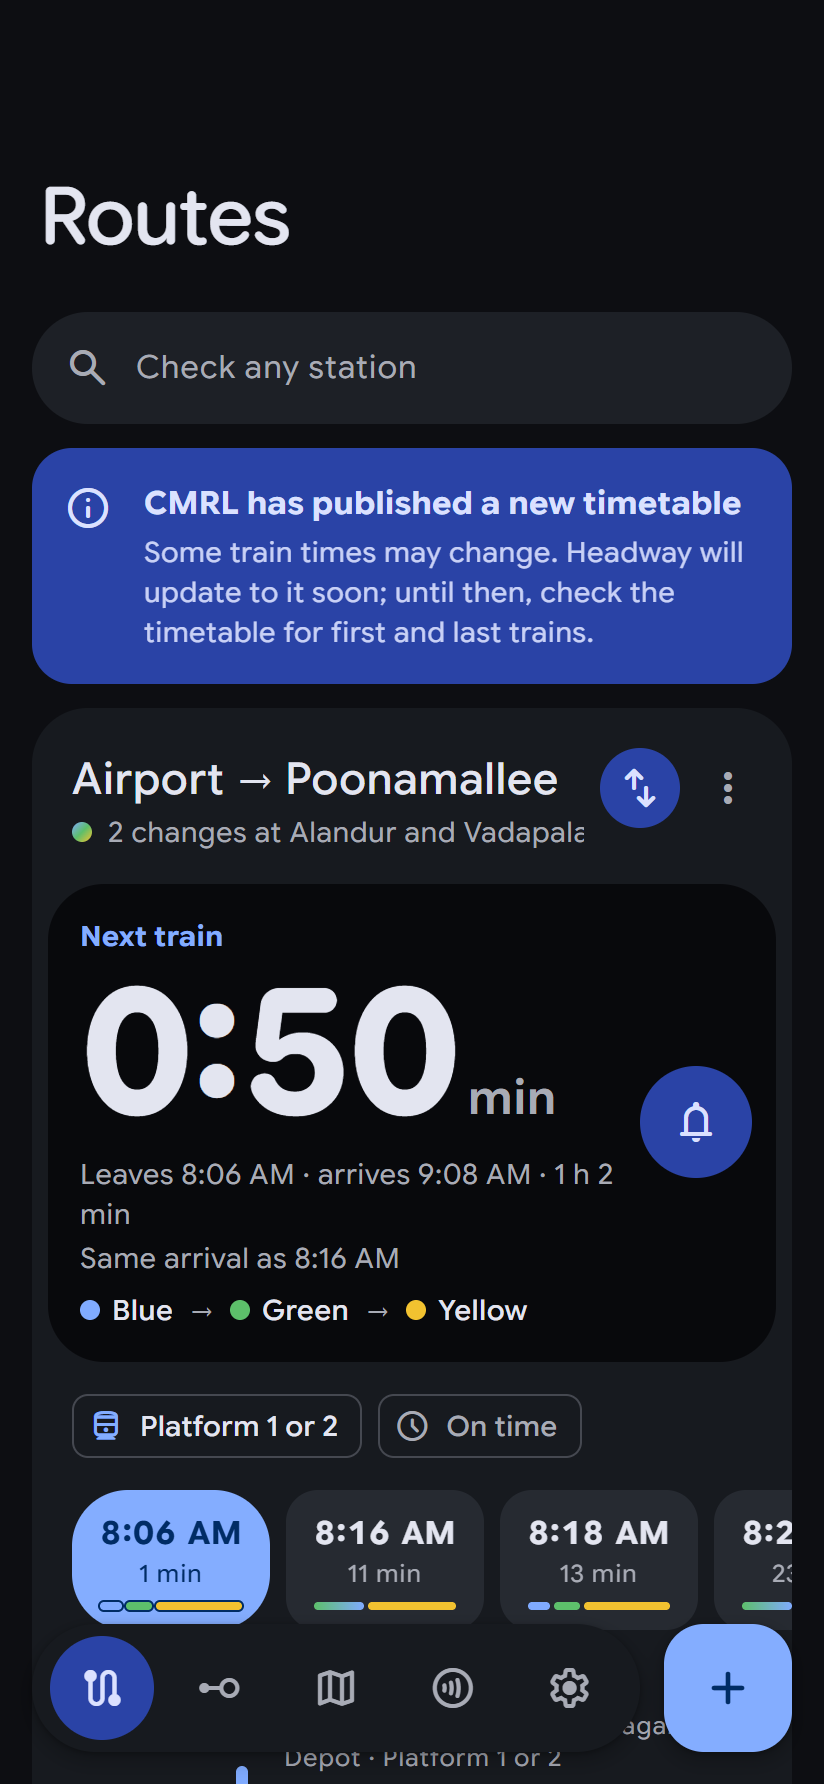 Routes
Check any station
CMRL has published a new timetable
Some train times may change. Headway will
update to it soon; until then, check the
timetable for first and last trains.
Airport → Poonamallee
2 changes at Alandur and Vadapala
Next train
0:50 min
Leaves 8:06 AM · arrives 9:08 AM · 1 h 2
min
Same arrival as 8:16 AM
Blue → Green → Yellow
Platform 1 or 2 On time
8:06 AM 8:16 AM 8:18 AM 8:2
1 min 11 min 13 min 23
Depot · Platform 1 or 2